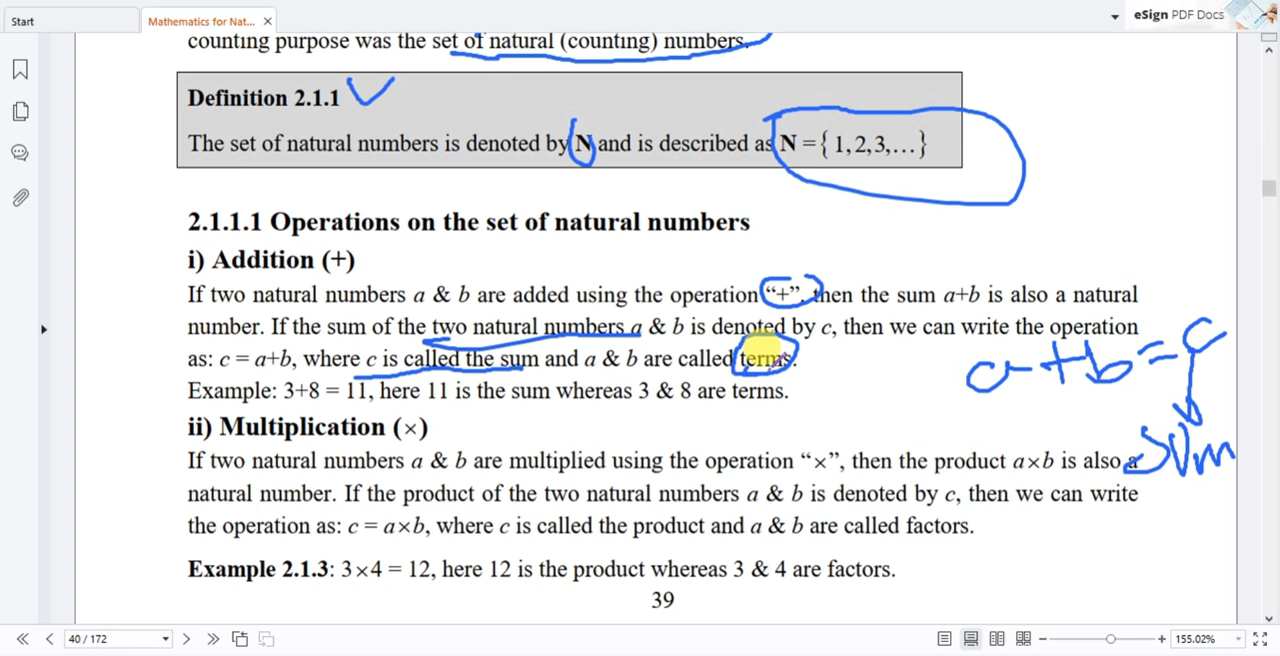 Start
Mathematics for Nat...
eSign PDF Docs
counting purpose was the set of natural (counting) numbers.
Definition 2.1.1
The set of natural numbers is denoted by N and is described as N = { 1, 2, 3, ... }
2.1.1.1 Operations on the set of natural numbers
i) Addition (+)
If two natural numbers a & b are added using the operation “+”, then the sum a+b is also a natural
number. If the sum of the two natural numbers a & b is denoted by c, then we can write the operation
as: c = a+b, where c is called the sum and a & b are called terms.
a+b=c
Example: 3+8 = 11, here 11 is the sum whereas 3 & 8 are terms.
ii) Multiplication (×)
If two natural numbers a & b are multiplied using the operation “×”, then the product a×b is also a
Sum
natural number. If the product of the two natural numbers a & b is denoted by c, then we can write
the operation as: c = a×b, where c is called the product and a & b are called factors.
Example 2.1.3: 3×4 = 12, here 12 is the product whereas 3 & 4 are factors.
39
40 / 172
155.02%